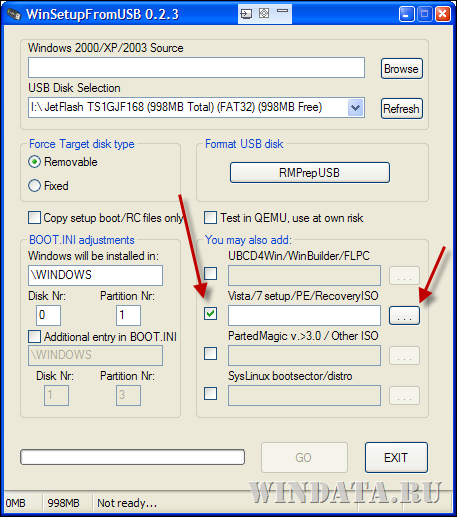 WinSetupFromUSB 0.2.3
Windows 2000/XP/2003 Source
Browse
USB Disk Selection
I:\ JetFlash TS1GJF168 (998MB Total) (FAT32) (998MB Free)
Refresh
Force Target disk type
Removable
Fixed
Format USB disk
RMPrepUSB
Copy setup boot/RC files only
Test in QEMU, use at own risk
BOOT.INI adjustments
Windows will be installed in:
\WINDOWS
Disk Nr:
Partition Nr:
0
1
Additional entry in BOOT.INI
\WINDOWS
Disk Nr:
Partition Nr:
1
3
You may also add:
UBCD4Win/WinBuilder/FLPC
...
Vista/7 setup/PE/RecoveryISO
...
PartedMagic v.>3.0 / Other ISO
...
SysLinux bootsector/distro
...
GO
EXIT
0MB
998MB
Not ready...
WINDATA.RU